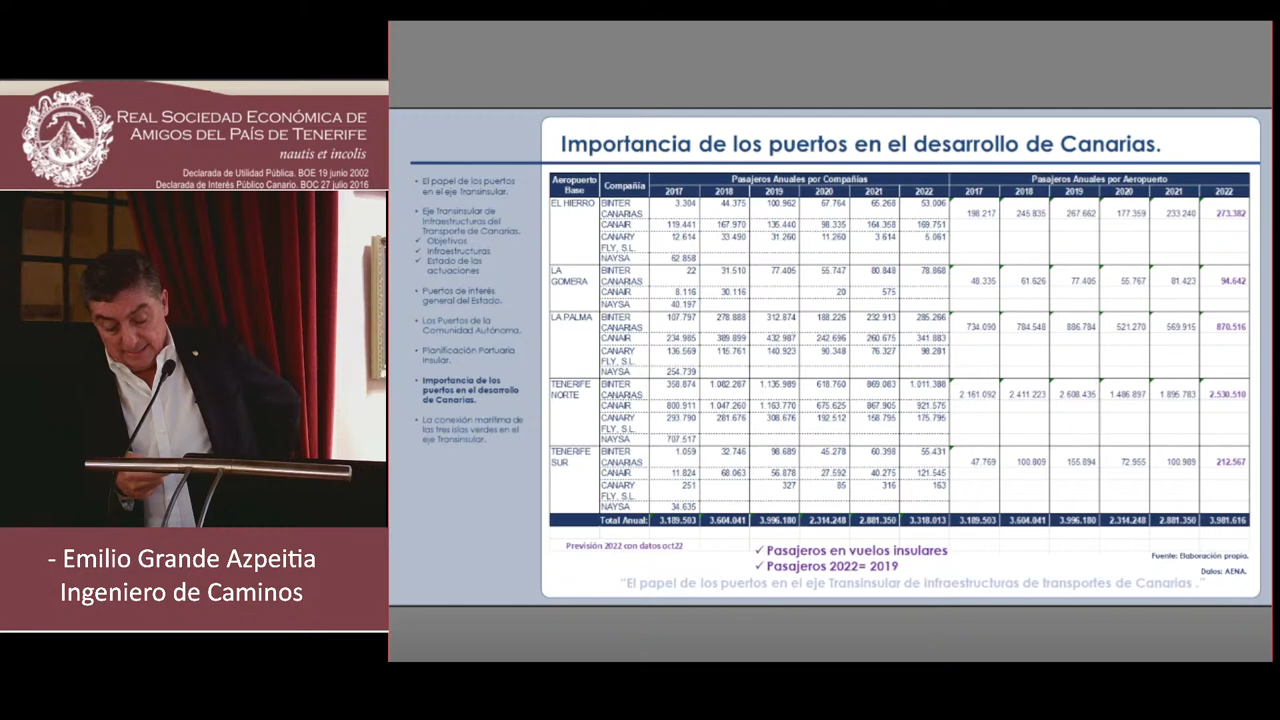 REAL SOCIEDAD ECONÓMICA DE
AMIGOS DEL PAÍS DE TENERIFE
nautis et incolis
Declarada de Utilidad Pública. BOE 19 junio 2002
Declarada de Interés Público Canario. BOC 27 julio 2016
- Emilio Grande Azpeitia
Ingeniero de Caminos
Importancia de los puertos en el desarrollo de Canarias.
El papel de los puertos
en el eje Transinsular.
Eje Transinsular de
Infraestructuras del
Transporte de Canarias.
✓ Objetivos
✓ Infraestructuras
✓ Estado de las
actuaciones
Puertos de interés
general del Estado.
Los Puertos de la
Comunidad Autónoma.
Planificación Portuaria
Insular.
Importancia de los
puertos en el desarrollo
de Canarias.
La conexión marítima de
las tres islas verdes en el
eje Transinsular.
Aeropuerto Base Compañía Pasajeros Anuales por Compañías Pasajeros Anuales por Aeropuerto
2017 2018 2019 2020 2021 2022 2017 2018 2019 2020 2021 2022
EL HIERRO BINTER CANARIAS 3.304 44.375 100.962 67.764 65.268 53.006 198.217 245.835 267.662 177.359 233.240 273.382
CANAIR 119.441 167.970 135.440 98.335 164.358 169.751
CANARY FLY, S.L. 12.614 33.490 31.260 11.260 3.614 5.061
NAYSA 62.858
LA GOMERA BINTER CANARIAS 22 31.510 77.405 55.747 80.848 78.868 48.335 61.626 77.405 55.767 81.423 94.642
CANAIR 8.116 30.116 20 575
NAYSA 40.197
LA PALMA BINTER CANARIAS 107.797 278.888 312.874 188.226 232.913 285.266 734.090 784.548 886.784 521.270 569.915 870.516
CANAIR 234.985 389.899 432.987 242.696 260.675 341.883
CANARY FLY, S.L. 136.569 115.761 140.923 90.348 76.327 98.281
NAYSA 254.739
TENERIFE NORTE BINTER CANARIAS 358.874 1.082.287 1.135.989 618.760 869.083 1.011.388 2.161.092 2.411.223 2.608.435 1.486.897 1.895.783 2.530.510
CANAIR 800.911 1.047.260 1.163.770 675.625 867.905 921.575
CANARY FLY, S.L. 293.790 281.676 308.676 192.512 158.795 175.795
NAYSA 707.517
TENERIFE SUR BINTER CANARIAS 1.059 32.746 98.689 45.278 60.398 55.431 47.769 100.809 155.894 72.955 100.989 212.567
CANAIR 11.824 68.063 56.878 27.592 40.275 121.545
CANARY FLY, S.L. 251 327 85 316 163
NAYSA 34.635
Total Anual: 3.189.503 3.604.041 3.996.180 2.314.248 2.881.350 3.318.013 3.189.503 3.604.041 3.996.180 2.314.248 2.881.350 3.981.616
Previsión 2022 con datos oct22
✓ Pasajeros en vuelos insulares
✓ Pasajeros 2022= 2019
Fuente: Elaboración propia.
Datos: AENA.
"El papel de los puertos en el eje Transinsular de infraestructuras de transportes de Canarias ."